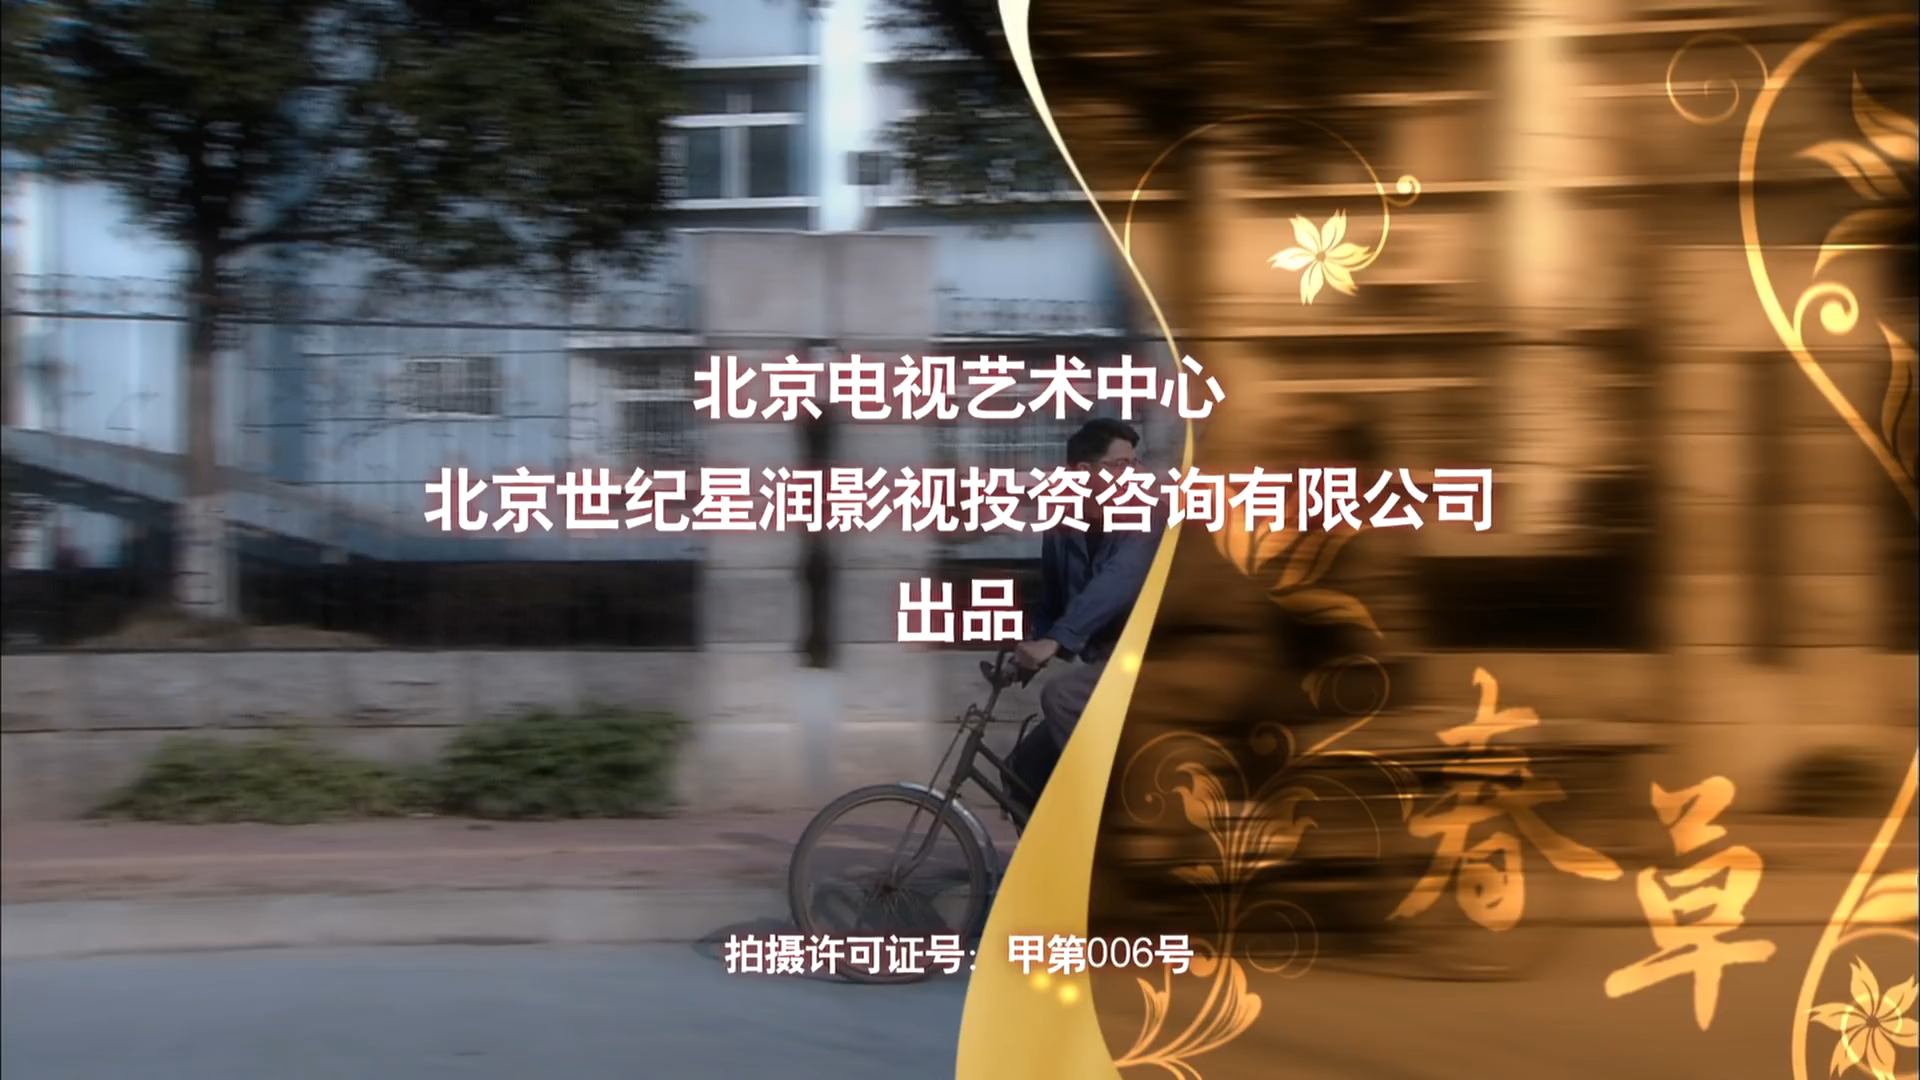 北京电视艺术中心
北京世纪星润影视投资咨询有限公司
出品
春草
拍摄许可证号： 甲第006号